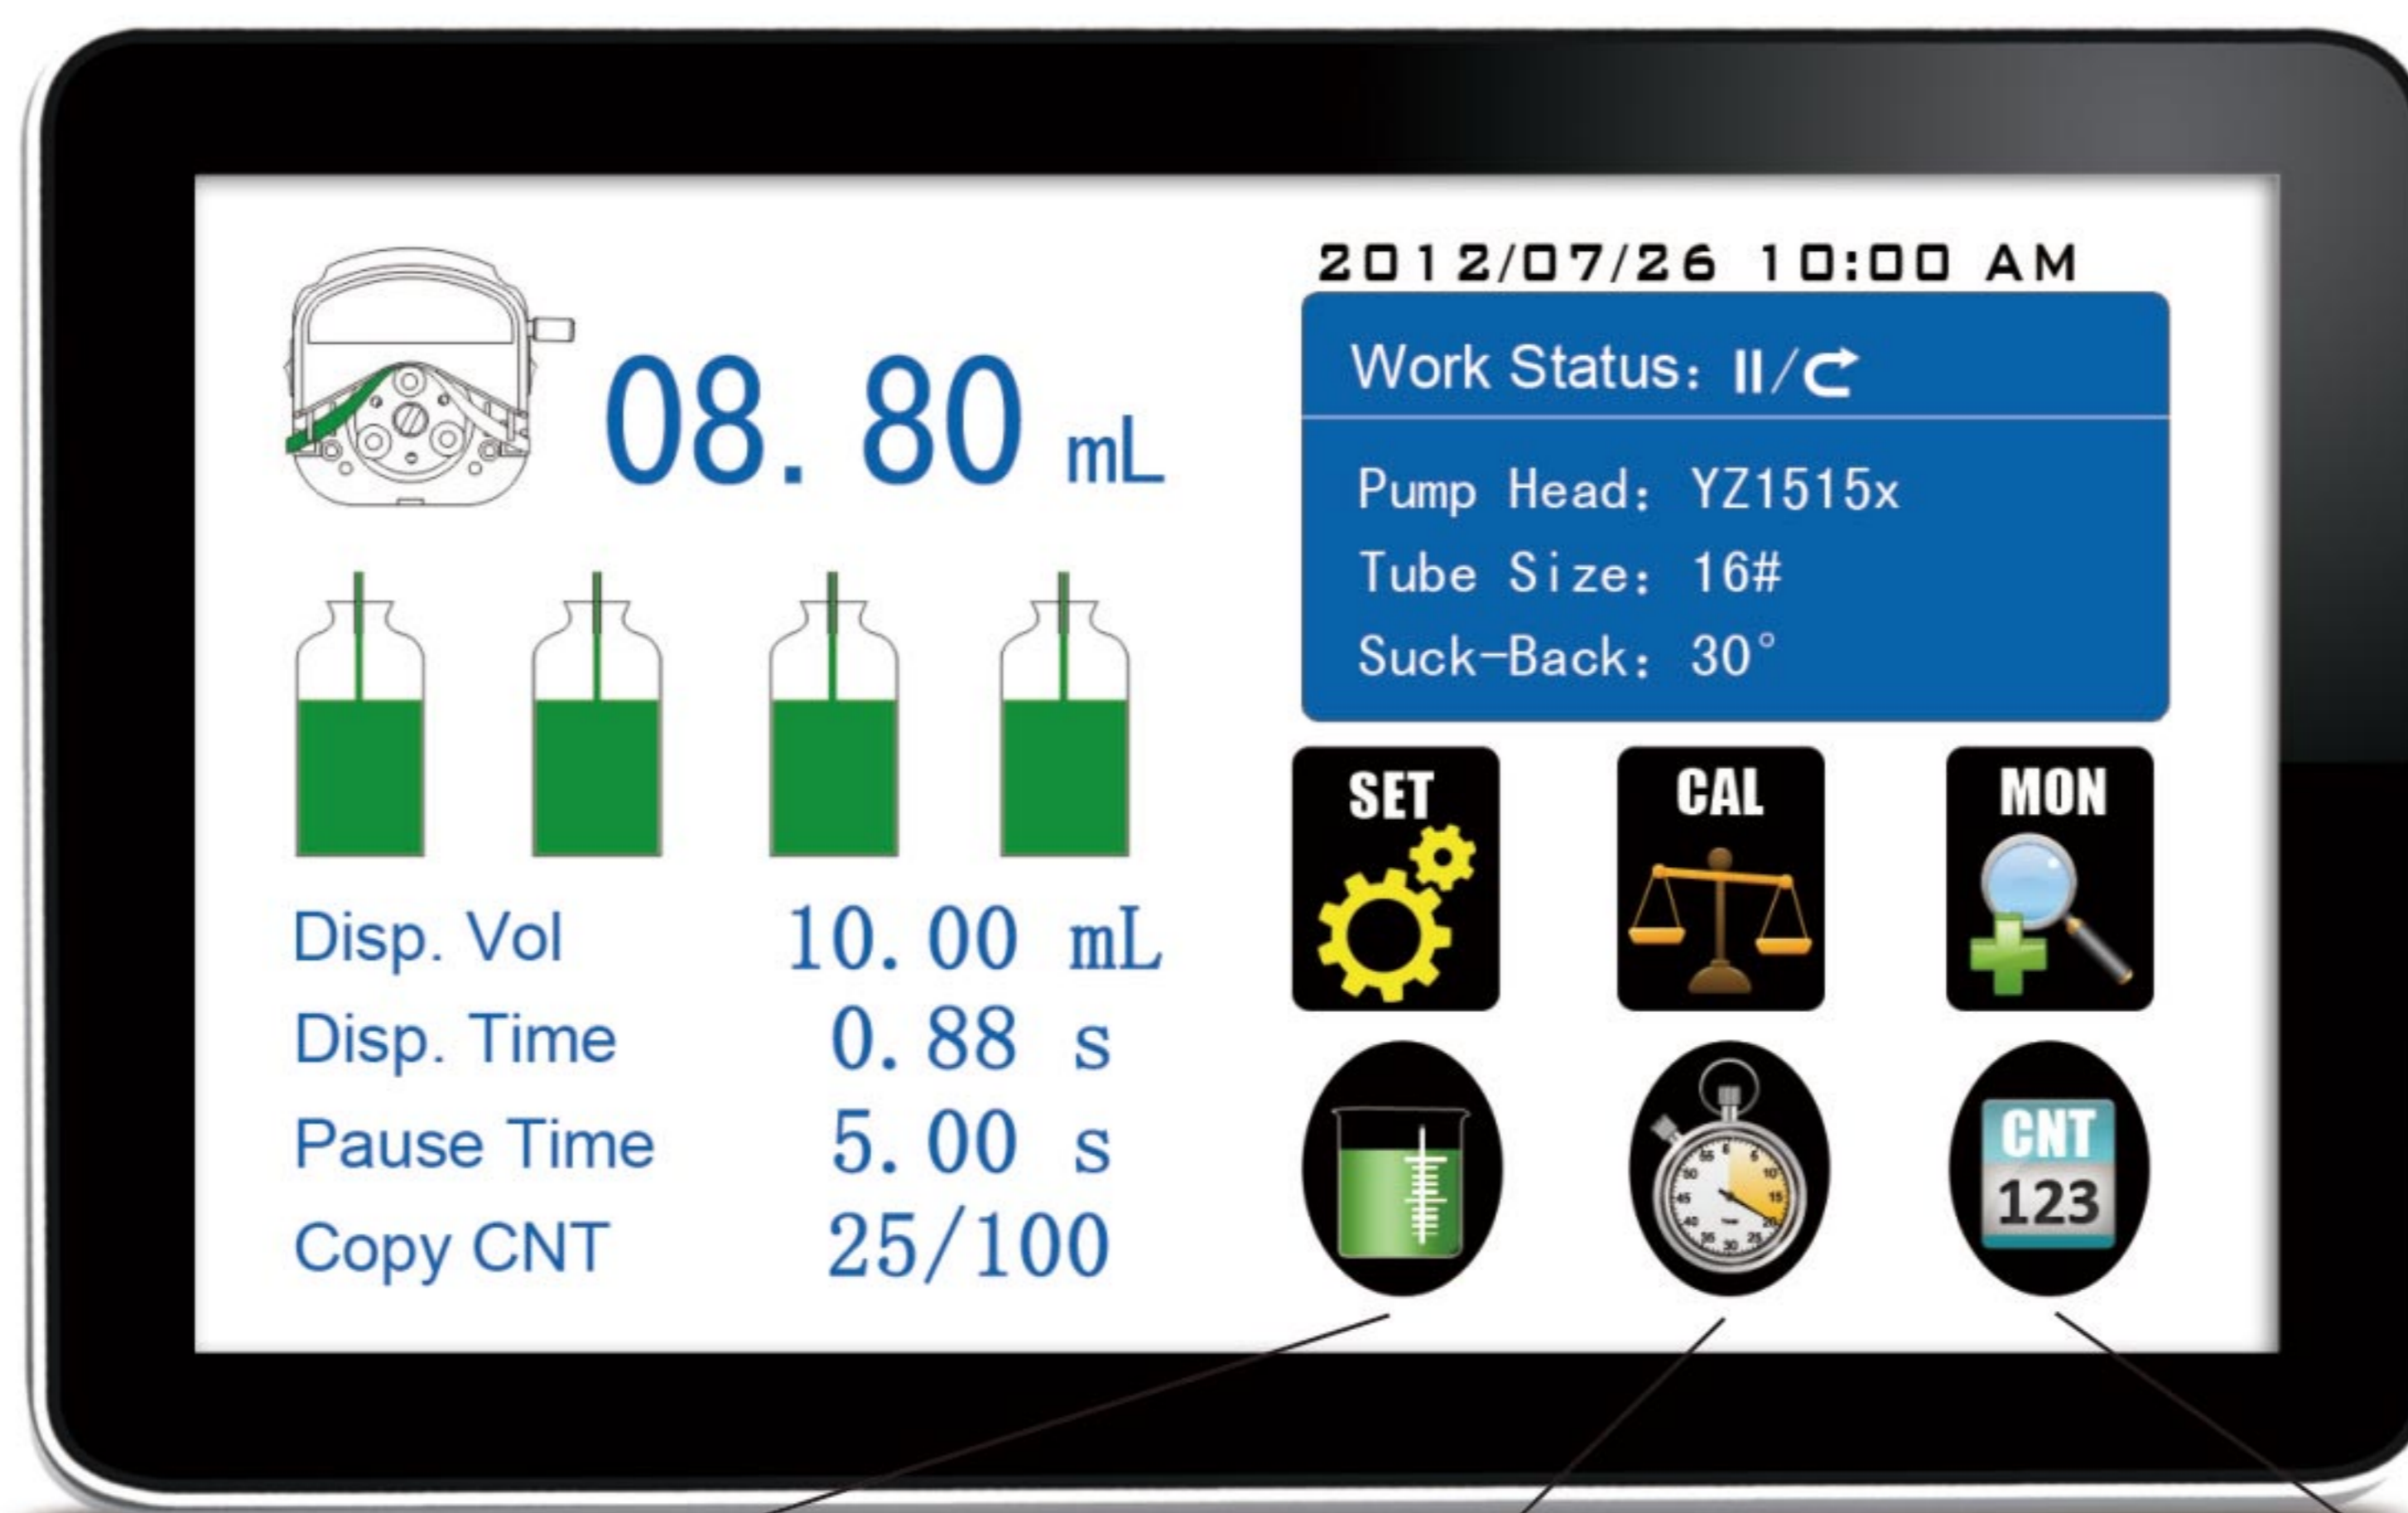 2012/07/26 10:00 AM
08.80 mL
Work Status: II/
Pump Head: YZ1515x
Tube Size: 16#
Suck-Back: 30°
SET
CAL
MON
Disp. Vol 10.00 mL
Disp. Time 0.88 s
Pause Time 5.00 s
Copy CNT 25/100
CNT
123